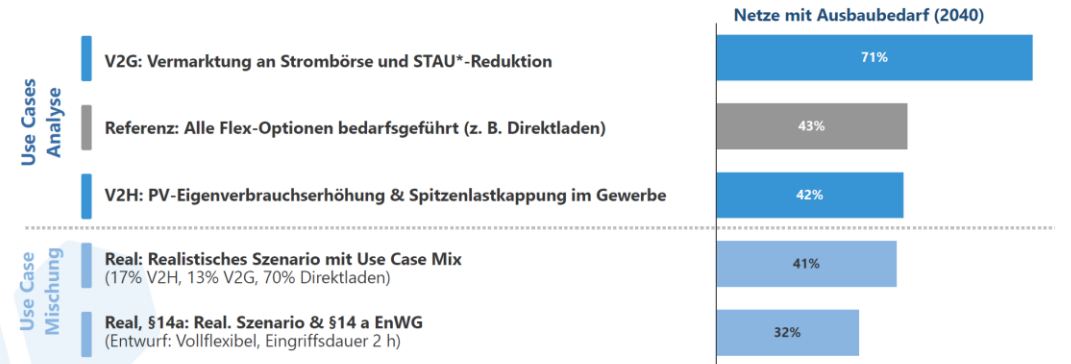 Netze mit Ausbaubedarf (2040)
Use Cases
Analyse
V2G: Vermarktung an Strombörse und STAU*-Reduktion
71%
Referenz: Alle Flex-Optionen bedarfsgeführt (z. B. Direktladen)
43%
V2H: PV-Eigenverbrauchserhöhung & Spitzenlastkappung im Gewerbe
42%
Use Case
Mischung
Real: Realistisches Szenario mit Use Case Mix
(17% V2H, 13% V2G, 70% Direktladen)
41%
Real, §14a: Real. Szenario & §14 a EnWG
(Entwurf: Vollflexibel, Eingriffsdauer 2 h)
32%